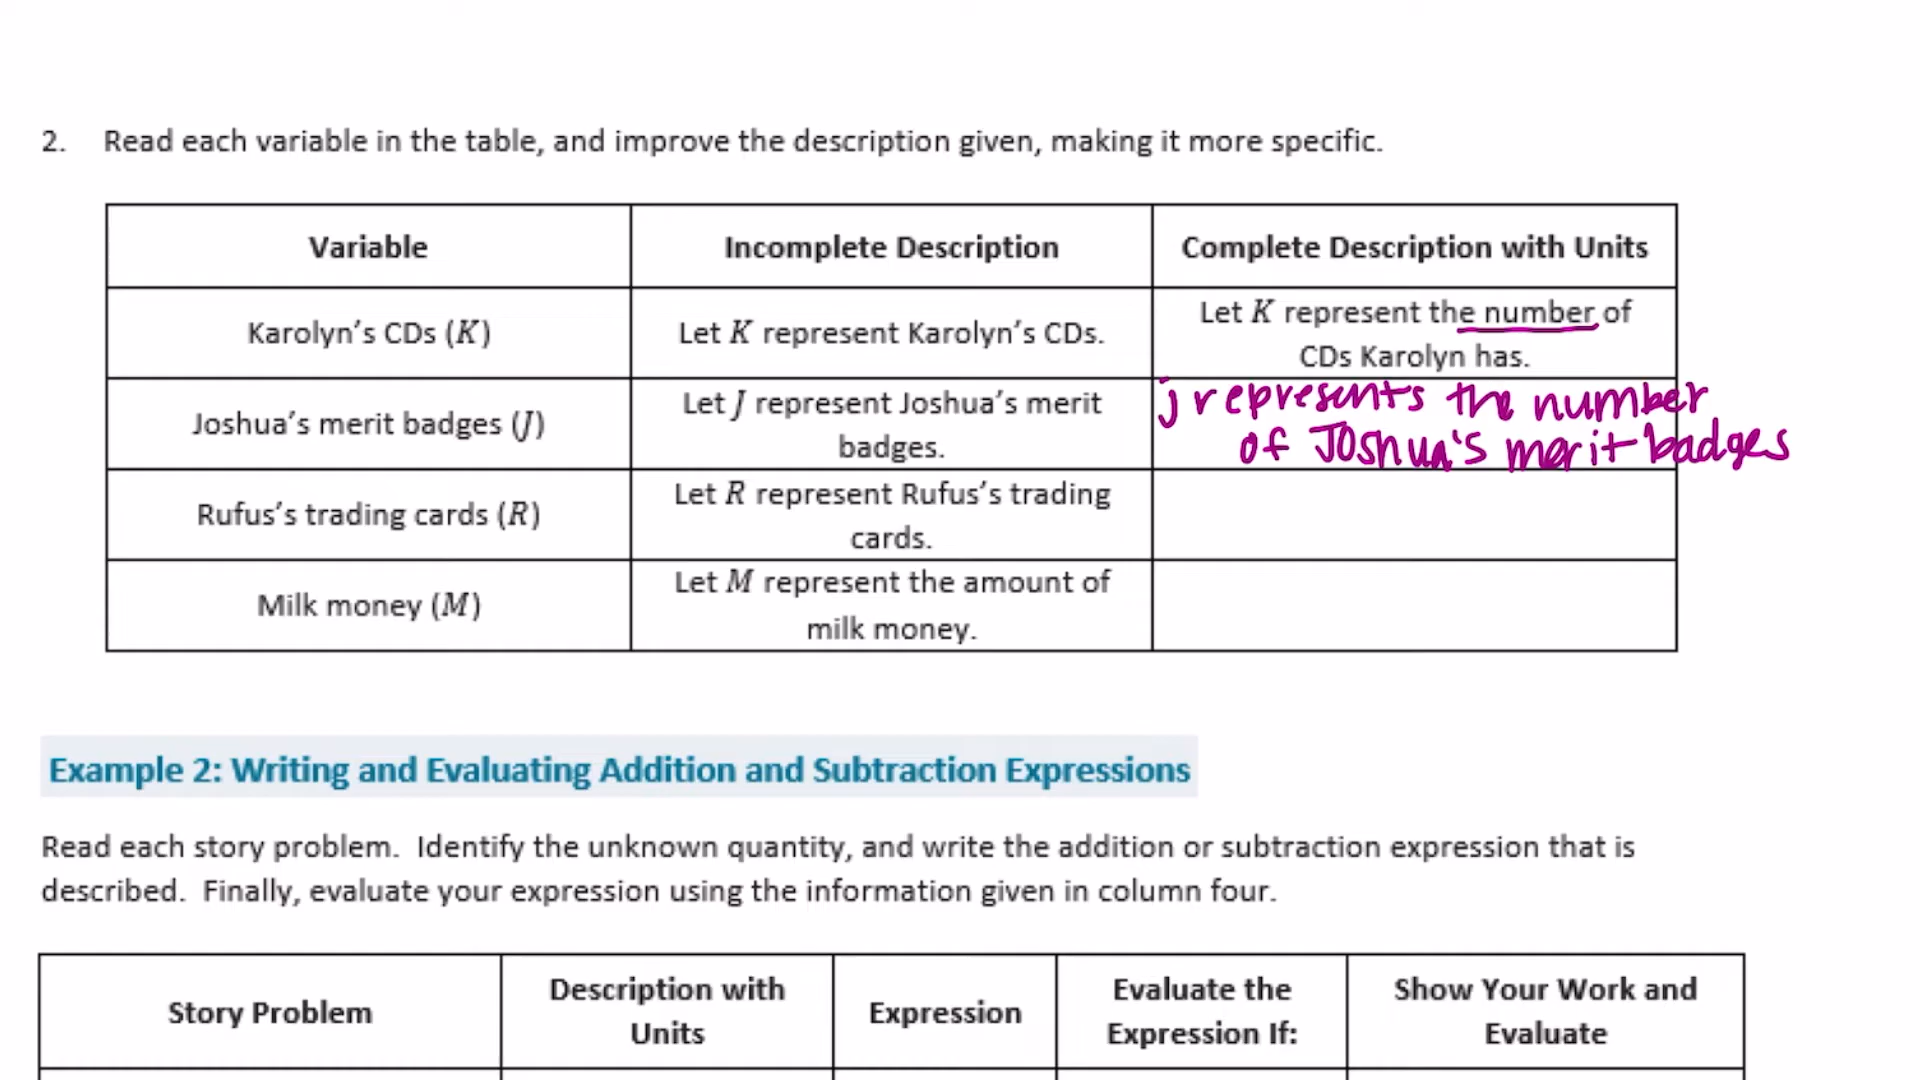 2. Read each variable in the table, and improve the description given, making it more specific.
Variable
Incomplete Description
Complete Description with Units
Karolyn’s CDs (K)
Let K represent Karolyn’s CDs.
Let K represent the number of
CDs Karolyn has.
Joshua’s merit badges (J)
Let J represent Joshua’s merit
badges.
j represents the number
of Joshua's merit badges
Rufus’s trading cards (R)
Let R represent Rufus’s trading
cards.
Milk money (M)
Let M represent the amount of
milk money.
Example 2: Writing and Evaluating Addition and Subtraction Expressions
Read each story problem. Identify the unknown quantity, and write the addition or subtraction expression that is
described. Finally, evaluate your expression using the information given in column four.
Story Problem
Description with
Units
Expression
Evaluate the
Expression If:
Show Your Work and
Evaluate